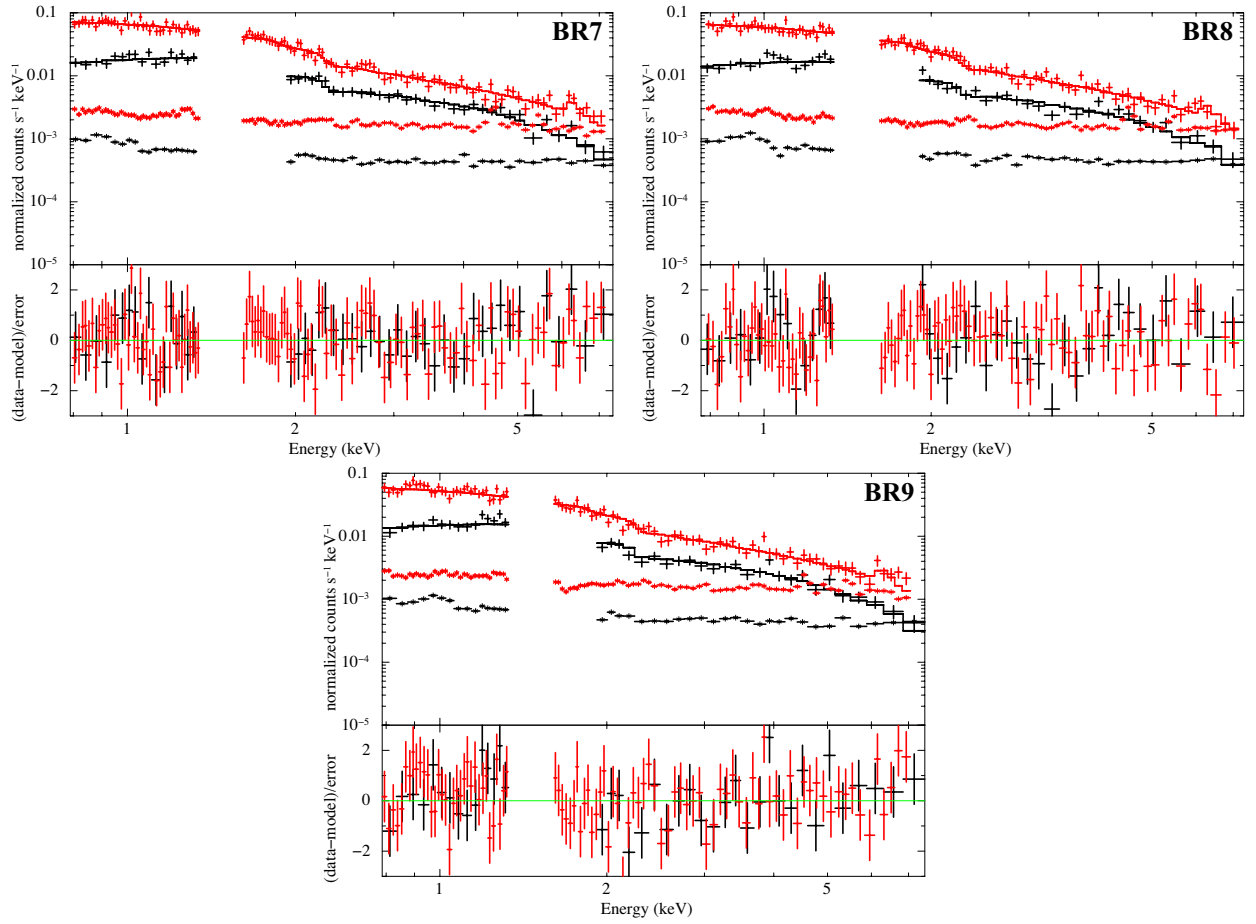 BR7
normalized counts s⁻¹ keV⁻¹
0.1
0.01
10⁻³
10⁻⁴
10⁻⁵
(data−model)/error
2
0
−2
1
2
5
Energy (keV)
BR8
normalized counts s⁻¹ keV⁻¹
0.1
0.01
10⁻³
10⁻⁴
10⁻⁵
(data−model)/error
2
0
−2
1
2
5
Energy (keV)
BR9
normalized counts s⁻¹ keV⁻¹
0.1
0.01
10⁻³
10⁻⁴
10⁻⁵
(data−model)/error
2
0
−2
1
2
5
Energy (keV)